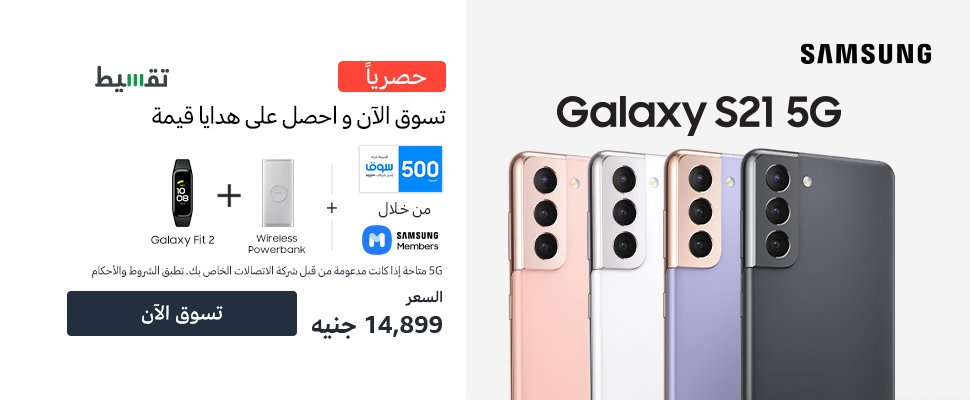 SAMSUNG
Galaxy S21 5G
حصرياً
تقسيط
تسوق الآن و احصل على هدايا قيمة
500
سوق
من خلال
SAMSUNG
Members
+
Wireless
Powerbank
+
Galaxy Fit 2
5G متاحة إذا كانت مدعومة من قبل شركة الاتصالات الخاص بك. تطبق الشروط والأحكام
السعر
14,899 جنيه
تسوق الآن